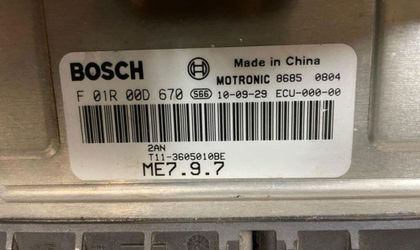 BOSCH Made in China
MOTRONIC 8685 0804
F 01R 00D 670 S66 10-09-29 ECU-000-00
2AN
T11-3605010BE
ME7.9.7